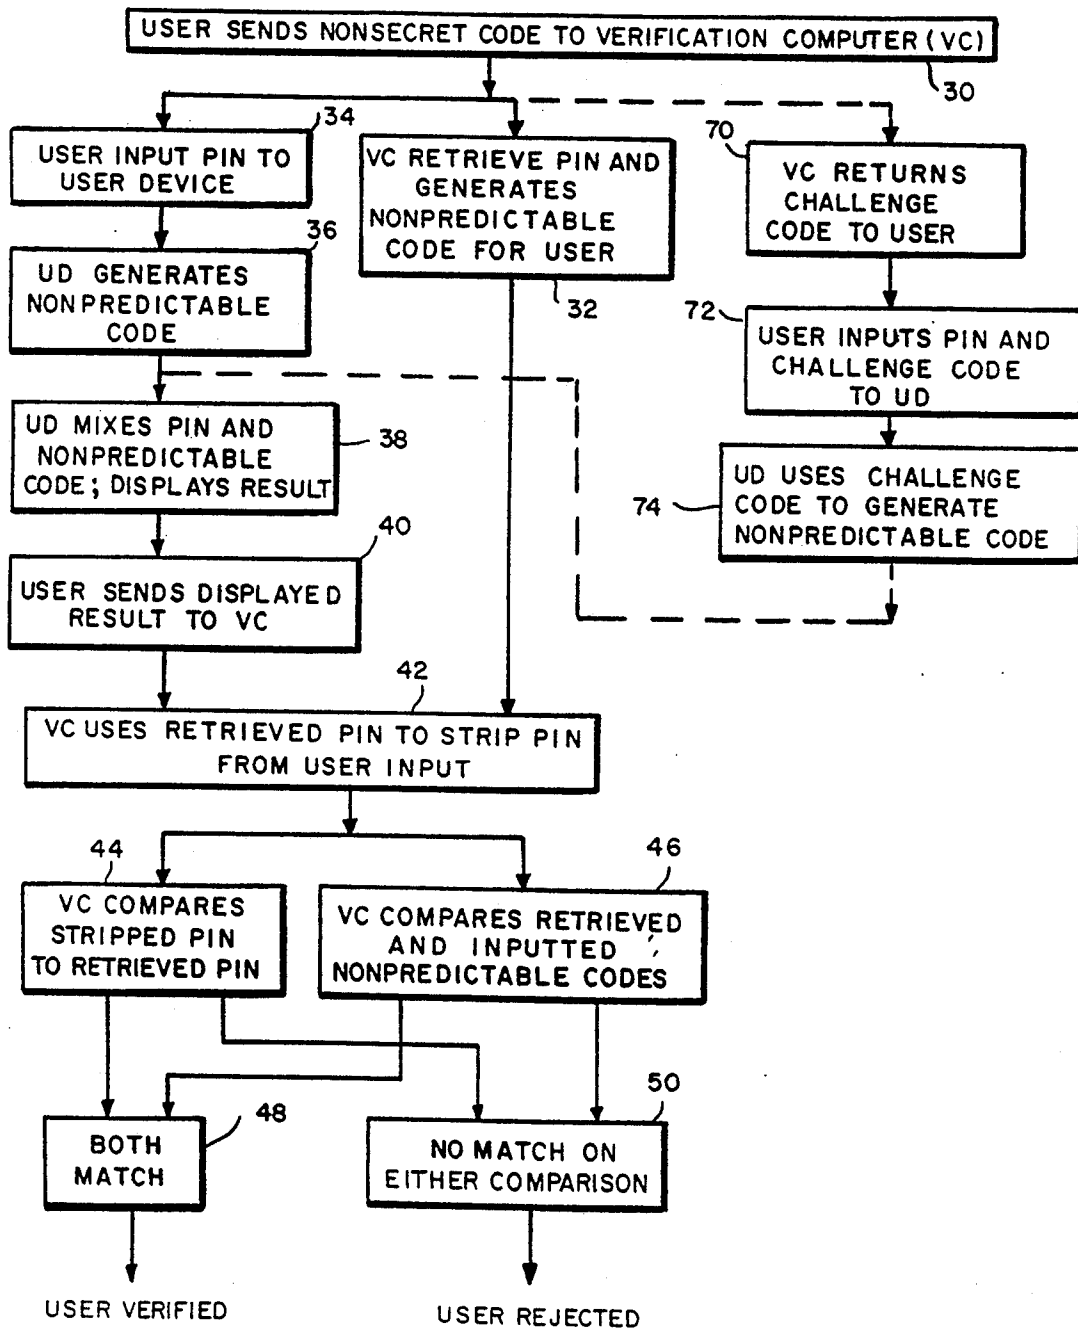 USER SENDS NONSECRET CODE TO VERIFICATION COMPUTER (VC)
30
34
USER INPUT PIN TO
USER DEVICE
VC RETRIEVE PIN AND
GENERATES
NONPREDICTABLE
CODE FOR USER
32
70
VC RETURNS
CHALLENGE
CODE TO USER
36
UD GENERATES
NONPREDICTABLE
CODE
72
USER INPUTS PIN AND
CHALLENGE CODE
TO UD
UD MIXES PIN AND
NONPREDICTABLE
CODE; DISPLAYS RESULT
38
74
UD USES CHALLENGE
CODE TO GENERATE
NONPREDICTABLE CODE
40
USER SENDS DISPLAYED
RESULT TO VC
42
VC USES RETRIEVED PIN TO STRIP PIN
FROM USER INPUT
44
VC COMPARES
STRIPPED PIN
TO RETRIEVED PIN
46
VC COMPARES RETRIEVED
AND INPUTTED
NONPREDICTABLE CODES
48
BOTH
MATCH
50
NO MATCH ON
EITHER COMPARISON
USER VERIFIED
USER REJECTED